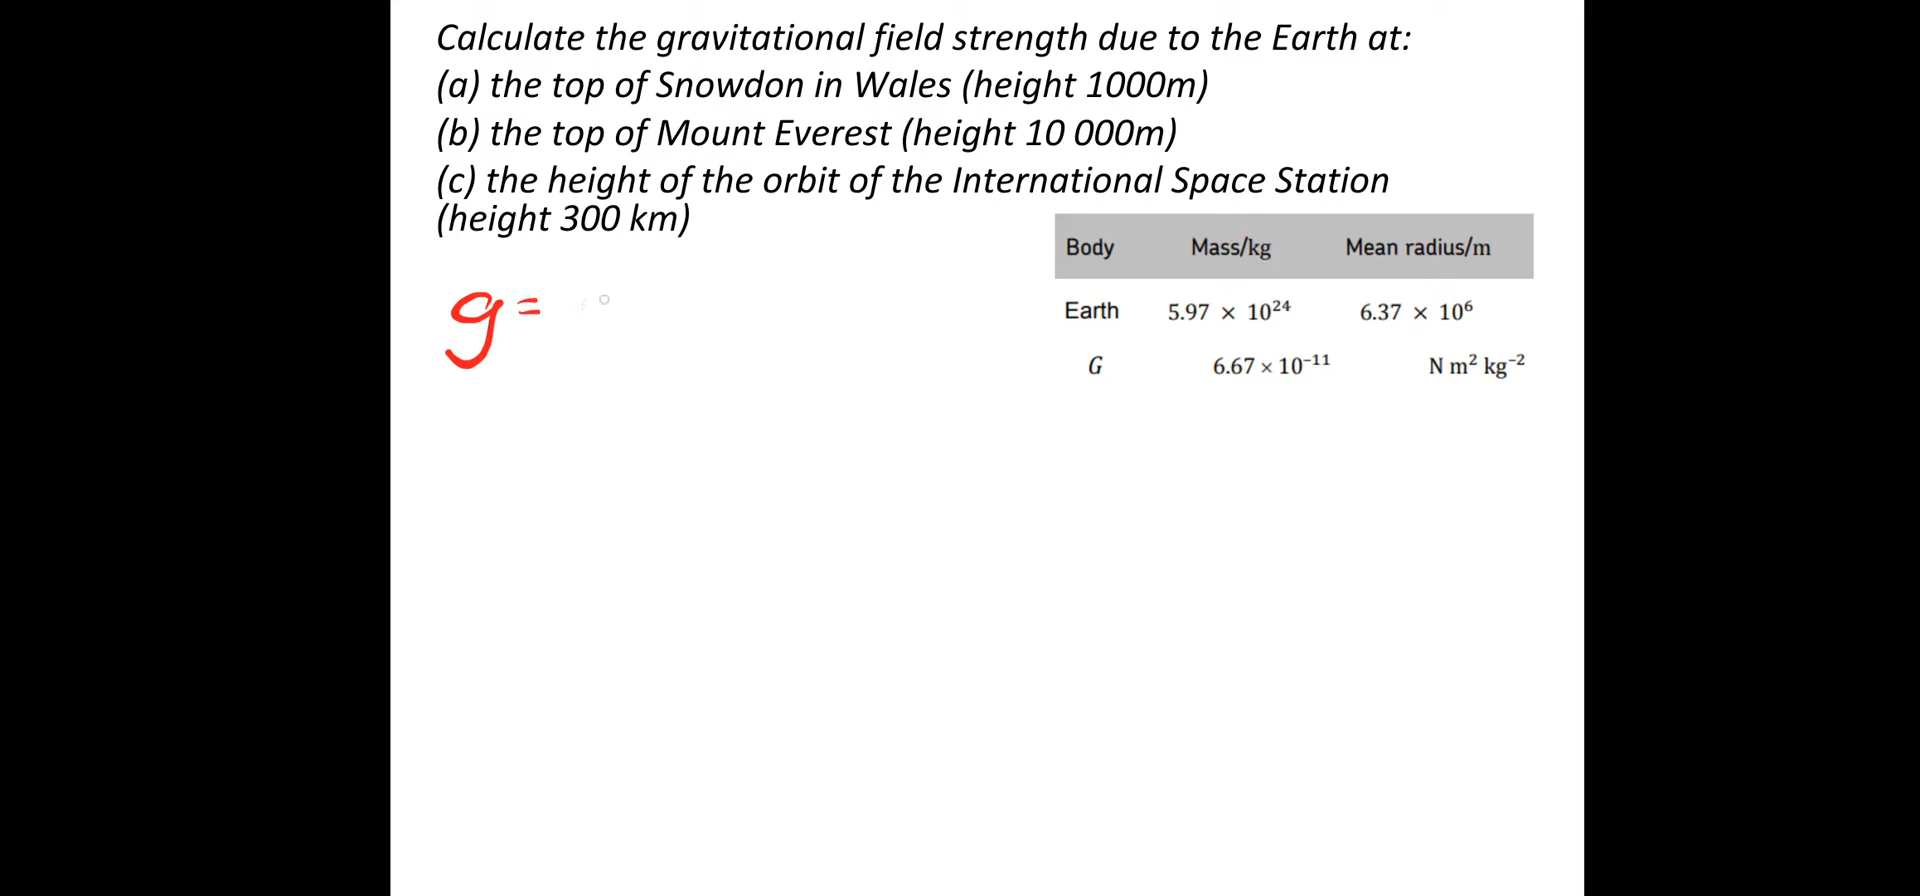 Calculate the gravitational field strength due to the Earth at:
(a) the top of Snowdon in Wales (height 1000m)
(b) the top of Mount Everest (height 10 000m)
(c) the height of the orbit of the International Space Station
(height 300 km)
Body Mass/kg Mean radius/m
Earth 5.97 × 10²⁴ 6.37 × 10⁶
G 6.67 × 10⁻¹¹ N m² kg⁻²
g =